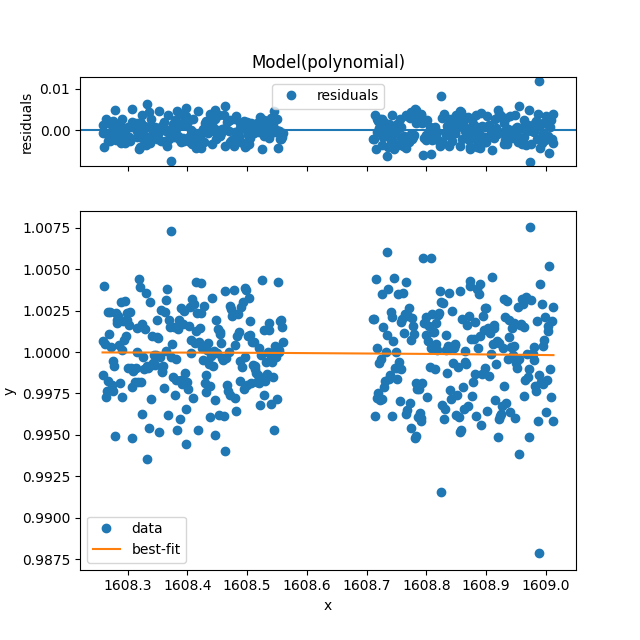 Model(polynomial)
residuals
0.01
0.00
residuals
1.0075
1.0050
1.0025
1.0000
0.9975
0.9950
0.9925
0.9900
0.9875
y
data
best-fit
1608.3 1608.4 1608.5 1608.6 1608.7 1608.8 1608.9 1609.0
x